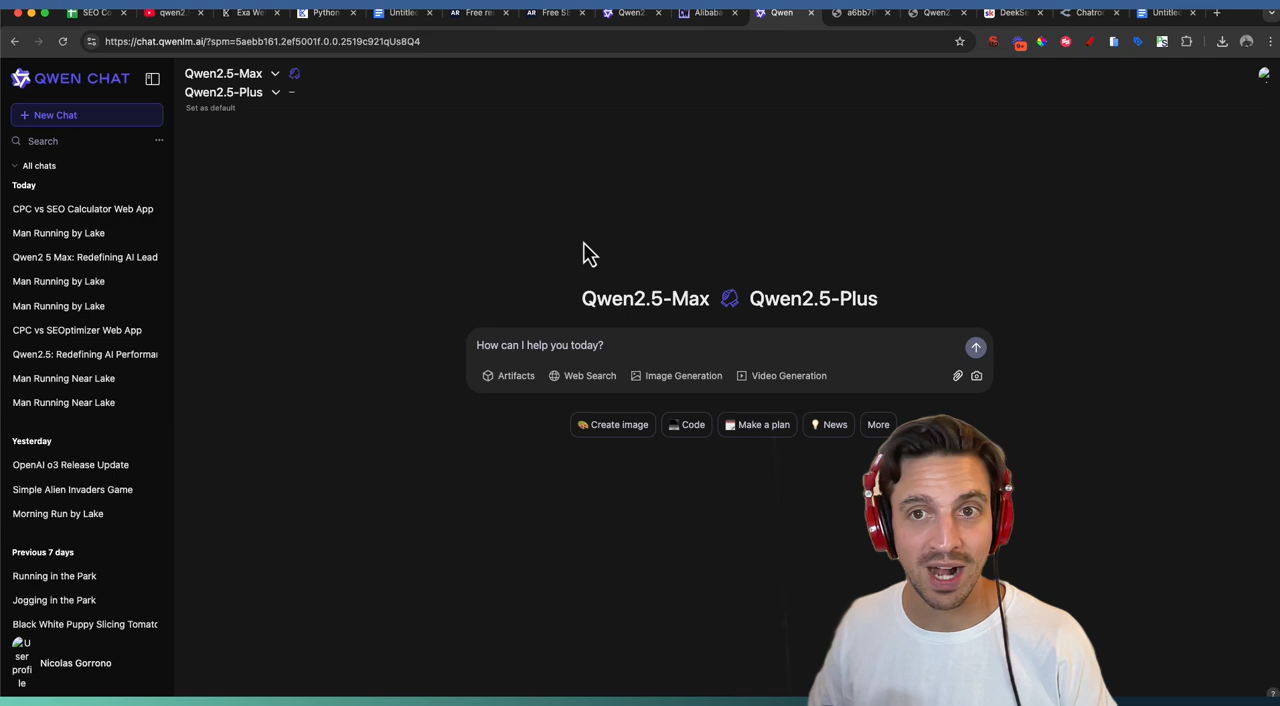 SEO Co
qwen2.
Exa We
Python
Untitle
Free re
Free SE
Qwen2.
Alibaba
Qwen
a6bb7f
Qwen2
DeekSe
Chatroo
Untitle
https://chat.qwenlm.ai/?spm=5aebb161.2ef5001f.0.0.2519c921qUs8Q4
9+
QWEN CHAT
+ New Chat
Search
All chats
Today
CPC vs SEO Calculator Web App
Man Running by Lake
Qwen2 5 Max: Redefining AI Lead
Man Running by Lake
Man Running by Lake
CPC vs SEOptimizer Web App
Qwen2.5: Redefining AI Performa
Man Running Near Lake
Man Running Near Lake
Yesterday
OpenAI o3 Release Update
Simple Alien Invaders Game
Morning Run by Lake
Previous 7 days
Running in the Park
Jogging in the Park
Black White Puppy Slicing Tomato
U
ser
profile
le
Nicolas Gorrono
Qwen2.5-Max
Qwen2.5-Plus
Set as default
Qwen2.5-Max Qwen2.5-Plus
How can I help you today?
Artifacts Web Search Image Generation Video Generation
Create image Code Make a plan News More
?